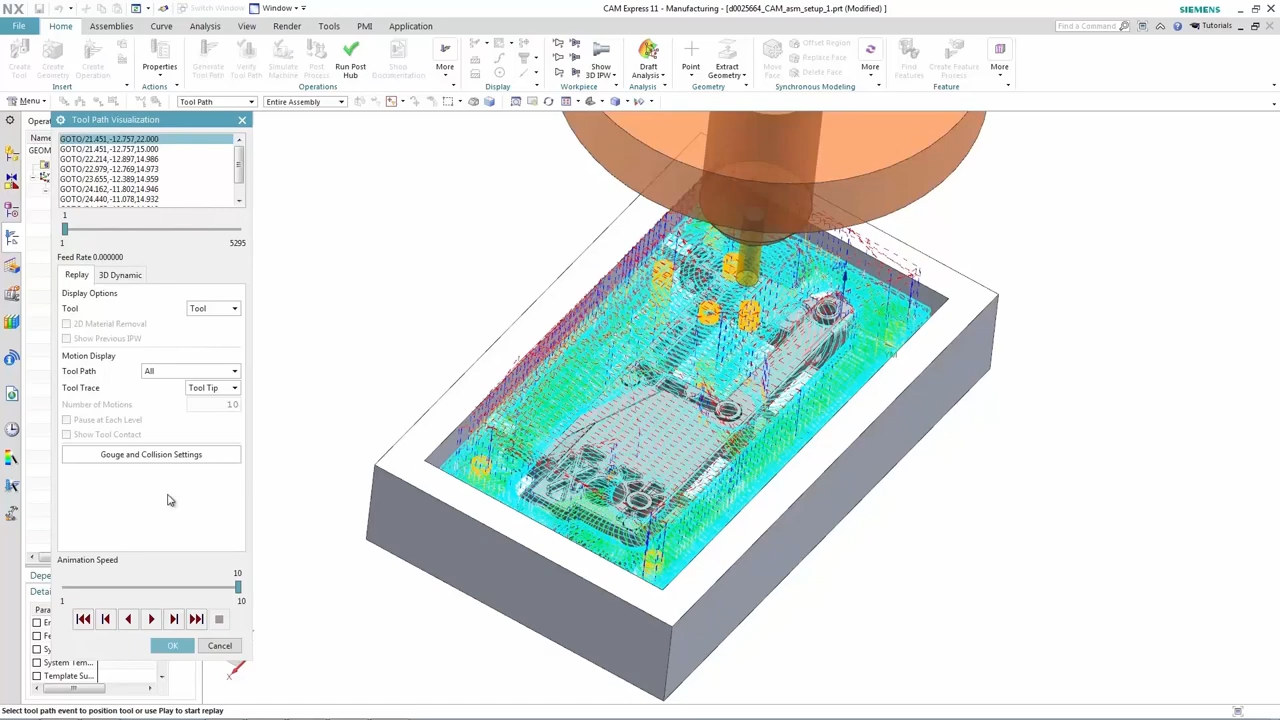 NX
Switch Window
Window
CAM Express 11 - Manufacturing - [d0025664_CAM_asm_setup_1.prt (Modified) ]
SIEMENS
File
Home
Assemblies
Curve
Analysis
View
Render
Tools
PMI
Application
Find a Command
Tutorials
Create Tool
Create Geometry
Create Operation
Insert
Properties
Actions
Generate Tool Path
Verify Tool Path
Simulate Machine
Post Process
Run Post Hub
Shop Documentation
More
Operations
Display
Show 3D IPW
Workpiece
Draft Analysis
Analysis
Point
Extract Geometry
Geometry
Move Face
Offset Region
Replace Face
Delete Face
More
Synchronous Modeling
Find Features
Create Feature Process
More
Feature
Menu
Tool Path
Entire Assembly
Tool Path Visualization
GOTO/21.451,-12.757,22.000
GOTO/21.451,-12.757,15.000
GOTO/22.214,-12.897,14.986
GOTO/22.979,-12.769,14.973
GOTO/23.655,-12.389,14.959
GOTO/24.162,-11.802,14.946
GOTO/24.440,-11.078,14.932
1
1
5295
Feed Rate 0.000000
Replay
3D Dynamic
Display Options
Tool
Tool
2D Material Removal
Show Previous IPW
Motion Display
Tool Path
All
Tool Trace
Tool Tip
Number of Motions
10
Pause at Each Level
Show Tool Contact
Gouge and Collision Settings
Animation Speed
10
1
10
OK
Cancel
Opera
Name
GEOM
Depe
Detai
Para
Er
Fe
Sy
System Tem...
Template Su...
X
Select tool path event to position tool or use Play to start replay